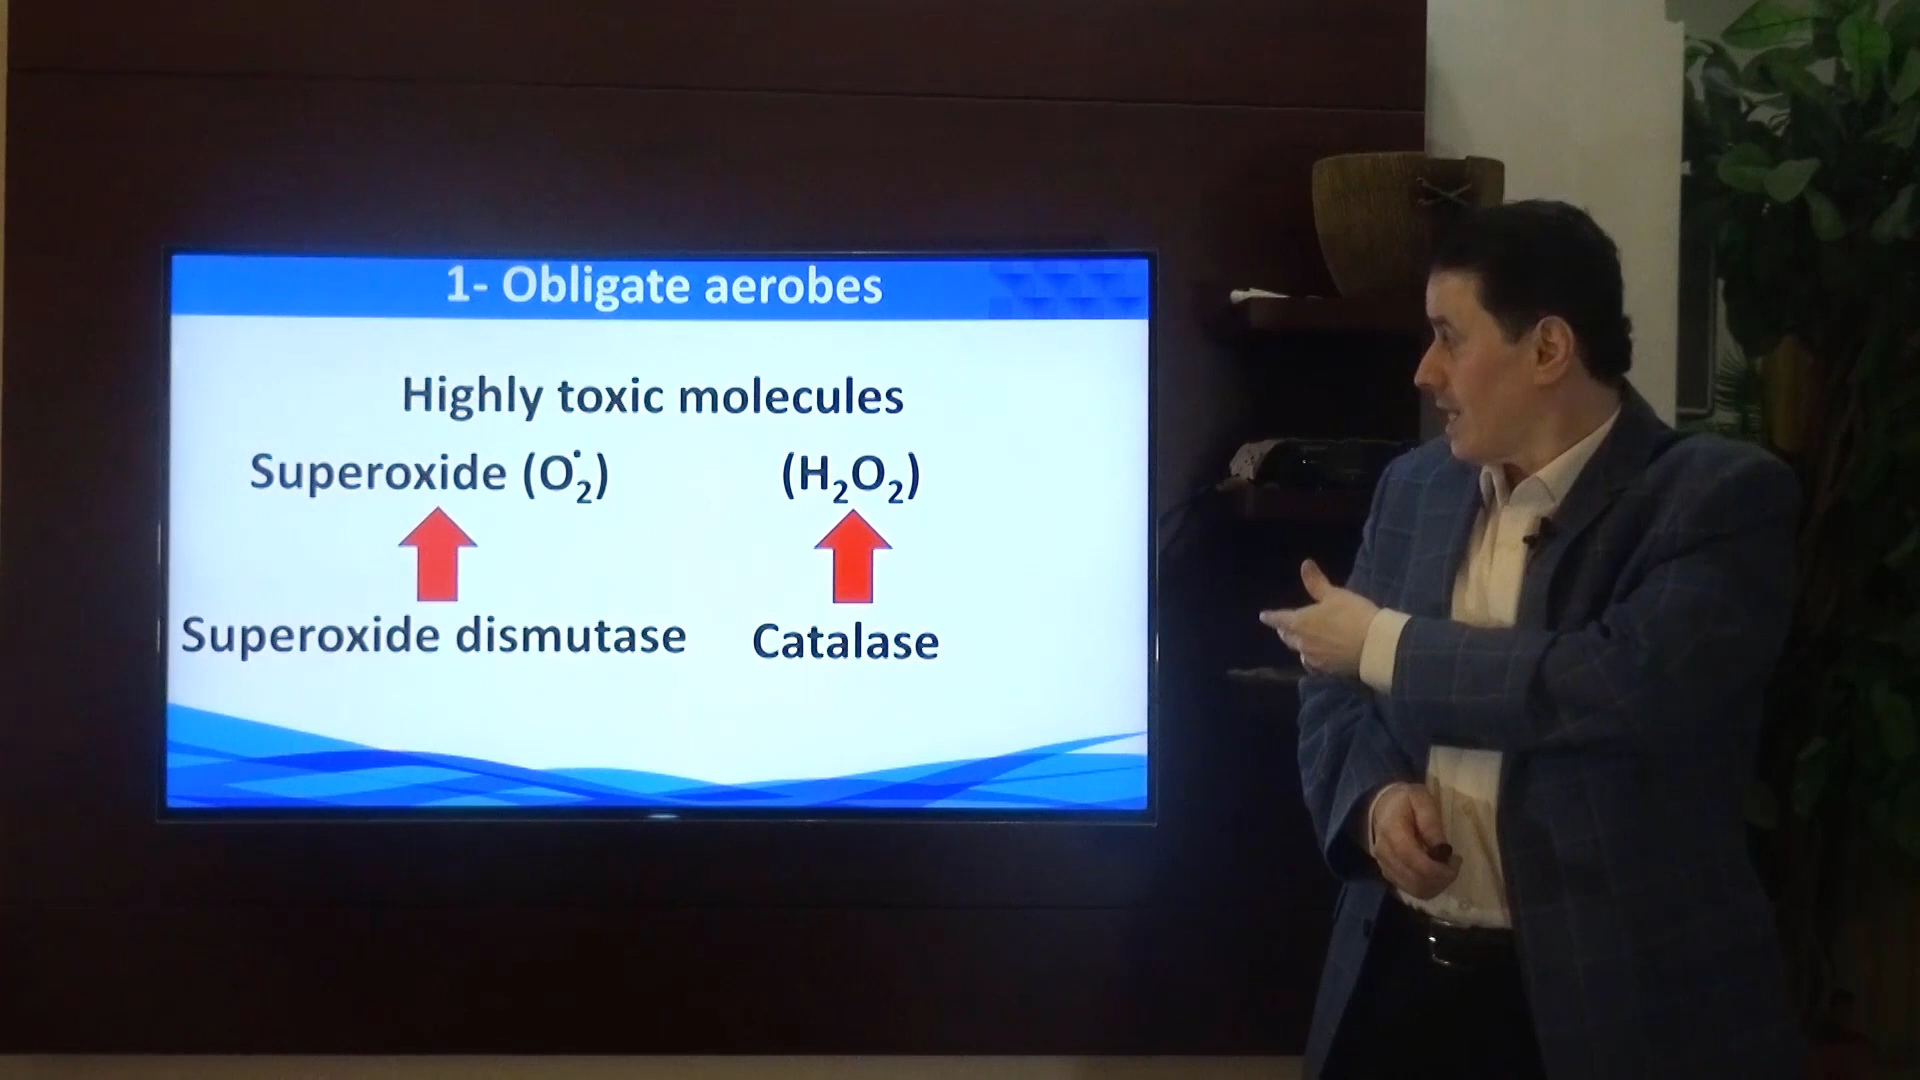 1- Obligate aerobes
Highly toxic molecules
Superoxide (O₂˙) (H₂O₂)
Superoxide dismutase Catalase